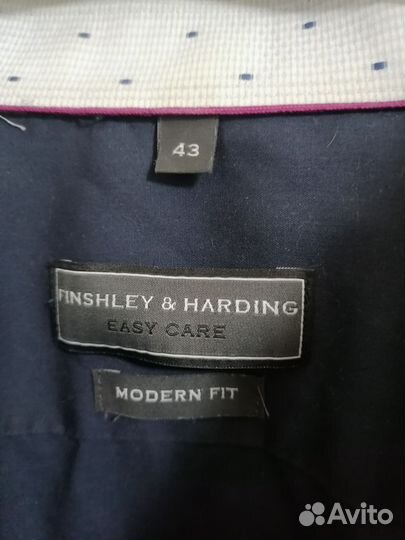 43
FINSHLEY & HARDING
EASY CARE
MODERN FIT
Avito